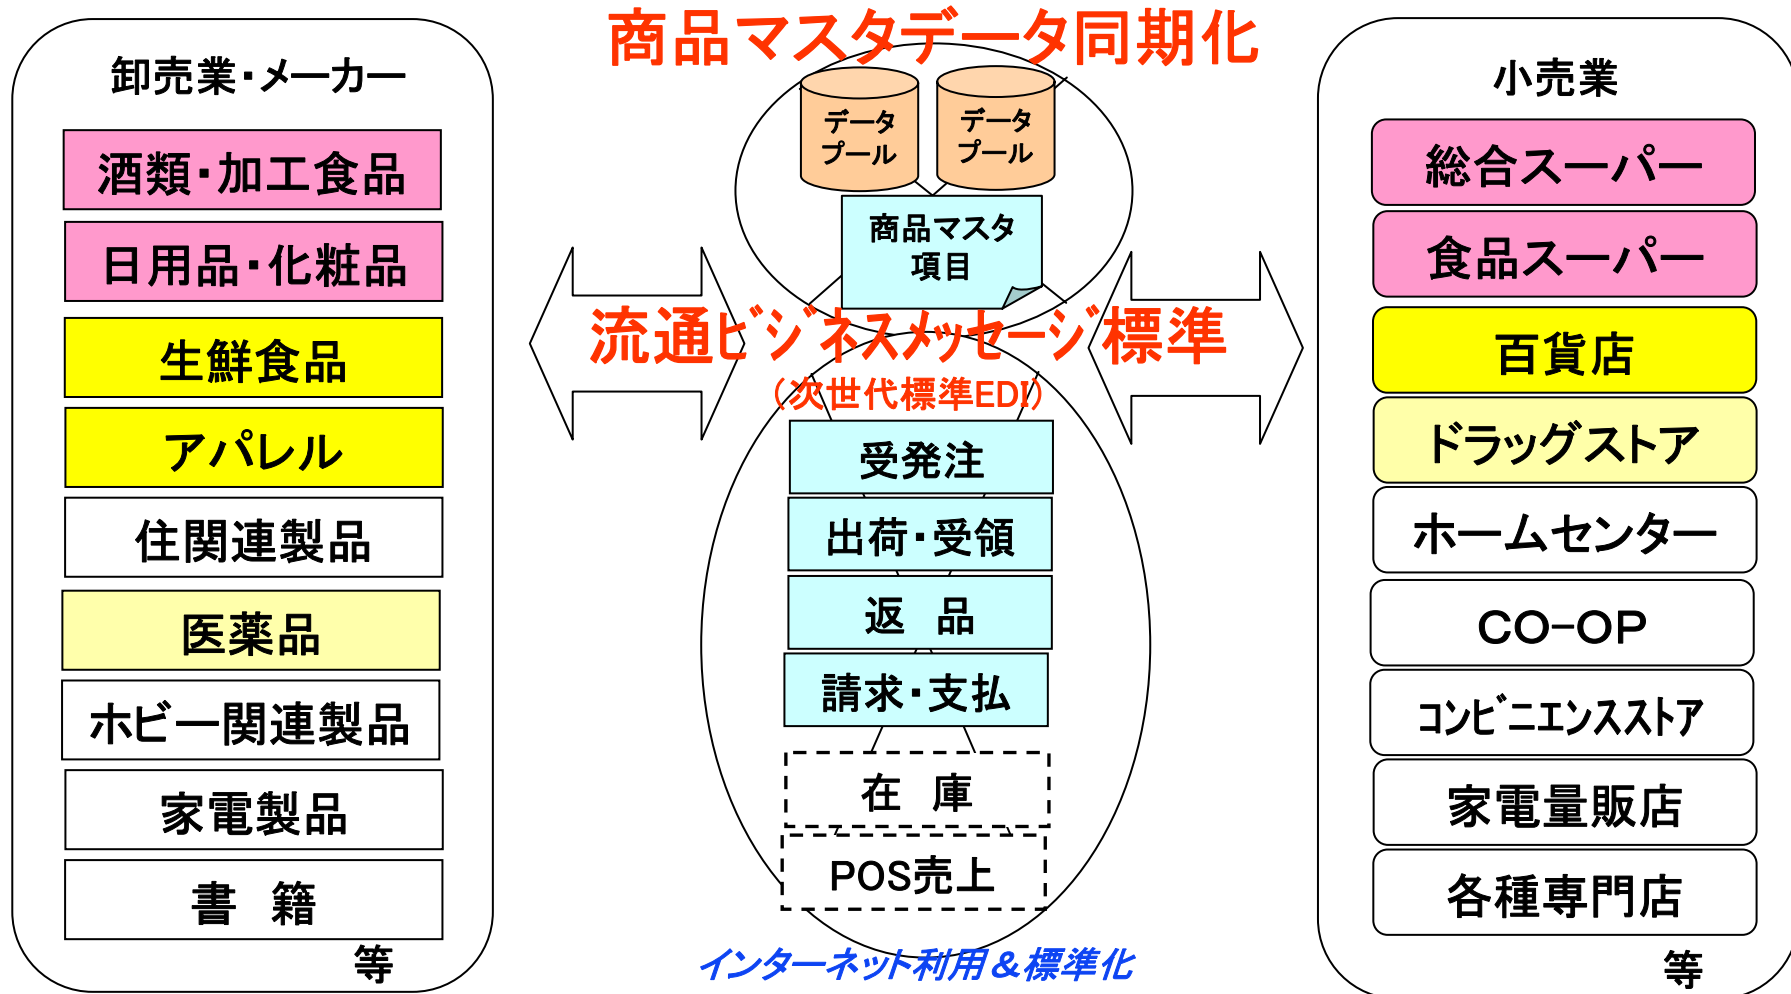 商品マスタデータ同期化
卸売業・メーカー
酒類・加工食品
日用品・化粧品
生鮮食品
アパレル
住関連製品
医薬品
ホビー関連製品
家電製品
書　籍
等
データ
プール
データ
プール
商品マスタ
項目
流通ビジネスメッセージ標準
（次世代標準EDI）
受発注
出荷・受領
返　品
請求・支払
在　庫
POS売上
インターネット利用＆標準化
小売業
総合スーパー
食品スーパー
百貨店
ドラッグストア
ホームセンター
CO-OP
コンビニエンスストア
家電量販店
各種専門店
等